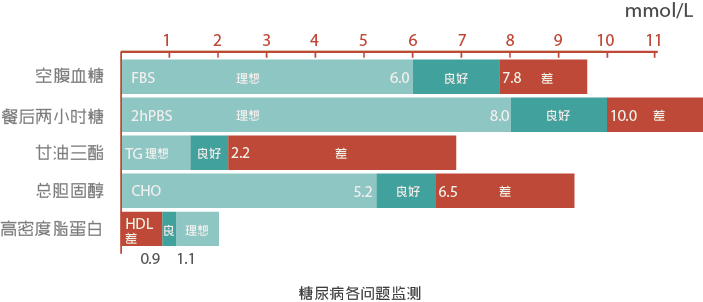 mmol/L
1 2 3 4 5 6 7 8 9 10 11
空腹血糖 FBS 理想 6.0 良好 7.8 差
餐后两小时糖 2hPBS 理想 8.0 良好 10.0 差
甘油三酯 TG 理想 良好 2.2 差
总胆固醇 CHO 5.2 良好 6.5 差
高密度脂蛋白 HDL 差 良 理想
0.9 1.1
糖尿病各问题监测